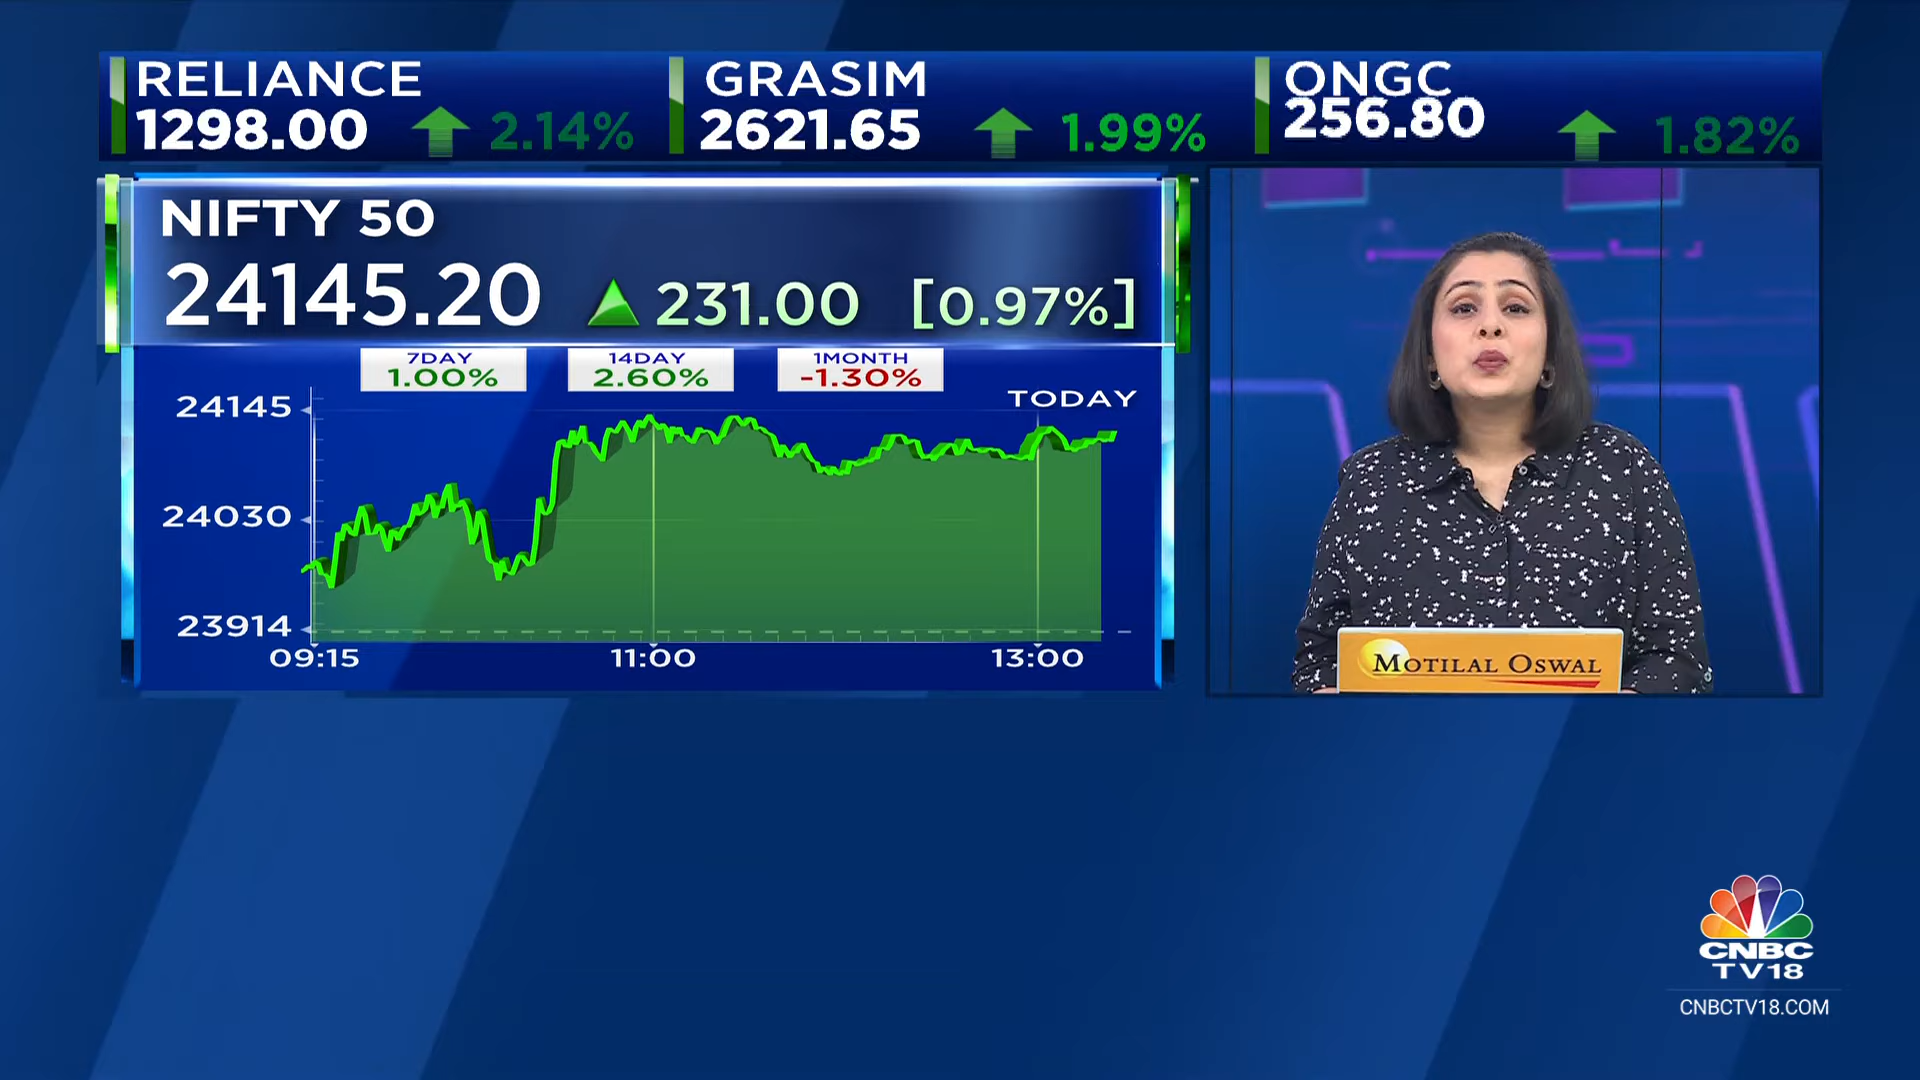 RELIANCE
1298.00 2.14%
GRASIM
2621.65 1.99%
ONGC
256.80 1.82%
NIFTY 50
24145.20 231.00 [0.97%]
7DAY
1.00%
14DAY
2.60%
1MONTH
-1.30%
TODAY
24145
24030
23914
09:15 11:00 13:00
MOTILAL OSWAL
CNBC
TV18
CNBCTV18.COM